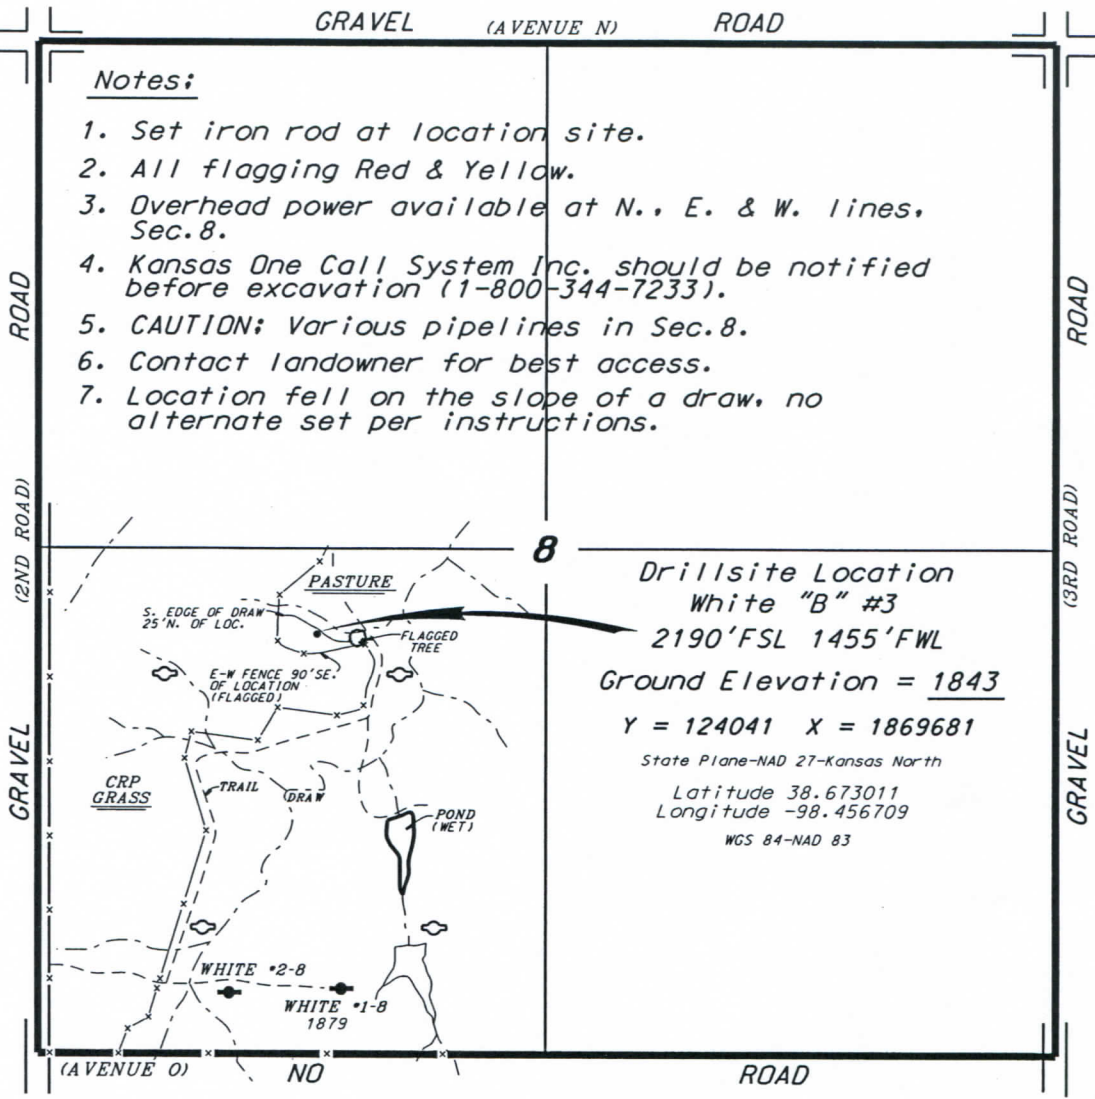 GRAVEL (AVENUE N) ROAD
Notes:
1. Set iron rod at location site.
2. All flagging Red & Yellow.
3. Overhead power available at N., E. & W. lines,
Sec.8.
4. Kansas One Call System Inc. should be notified
before excavation (1-800-344-7233).
5. CAUTION: Various pipelines in Sec.8.
6. Contact landowner for best access.
7. Location fell on the slope of a draw, no
alternate set per instructions.
ROAD
(2ND ROAD)
GRAVEL
ROAD
(3RD ROAD)
GRAVEL
8
PASTURE
S. EDGE OF DRAW
25'N. OF LOC.
FLAGGED
TREE
E-W FENCE 90'SE.
OF LOCATION
(FLAGGED)
CRP
GRASS
TRAIL
DRAW
POND
(WET)
WHITE #2-8
WHITE #1-8
1879
Drillsite Location
White "B" #3
2190'FSL 1455'FWL
Ground Elevation = 1843
Y = 124041 X = 1869681
State Plane-NAD 27-Kansas North
Latitude 38.673011
Longitude -98.456709
WGS 84-NAD 83
(AVENUE O) NO ROAD